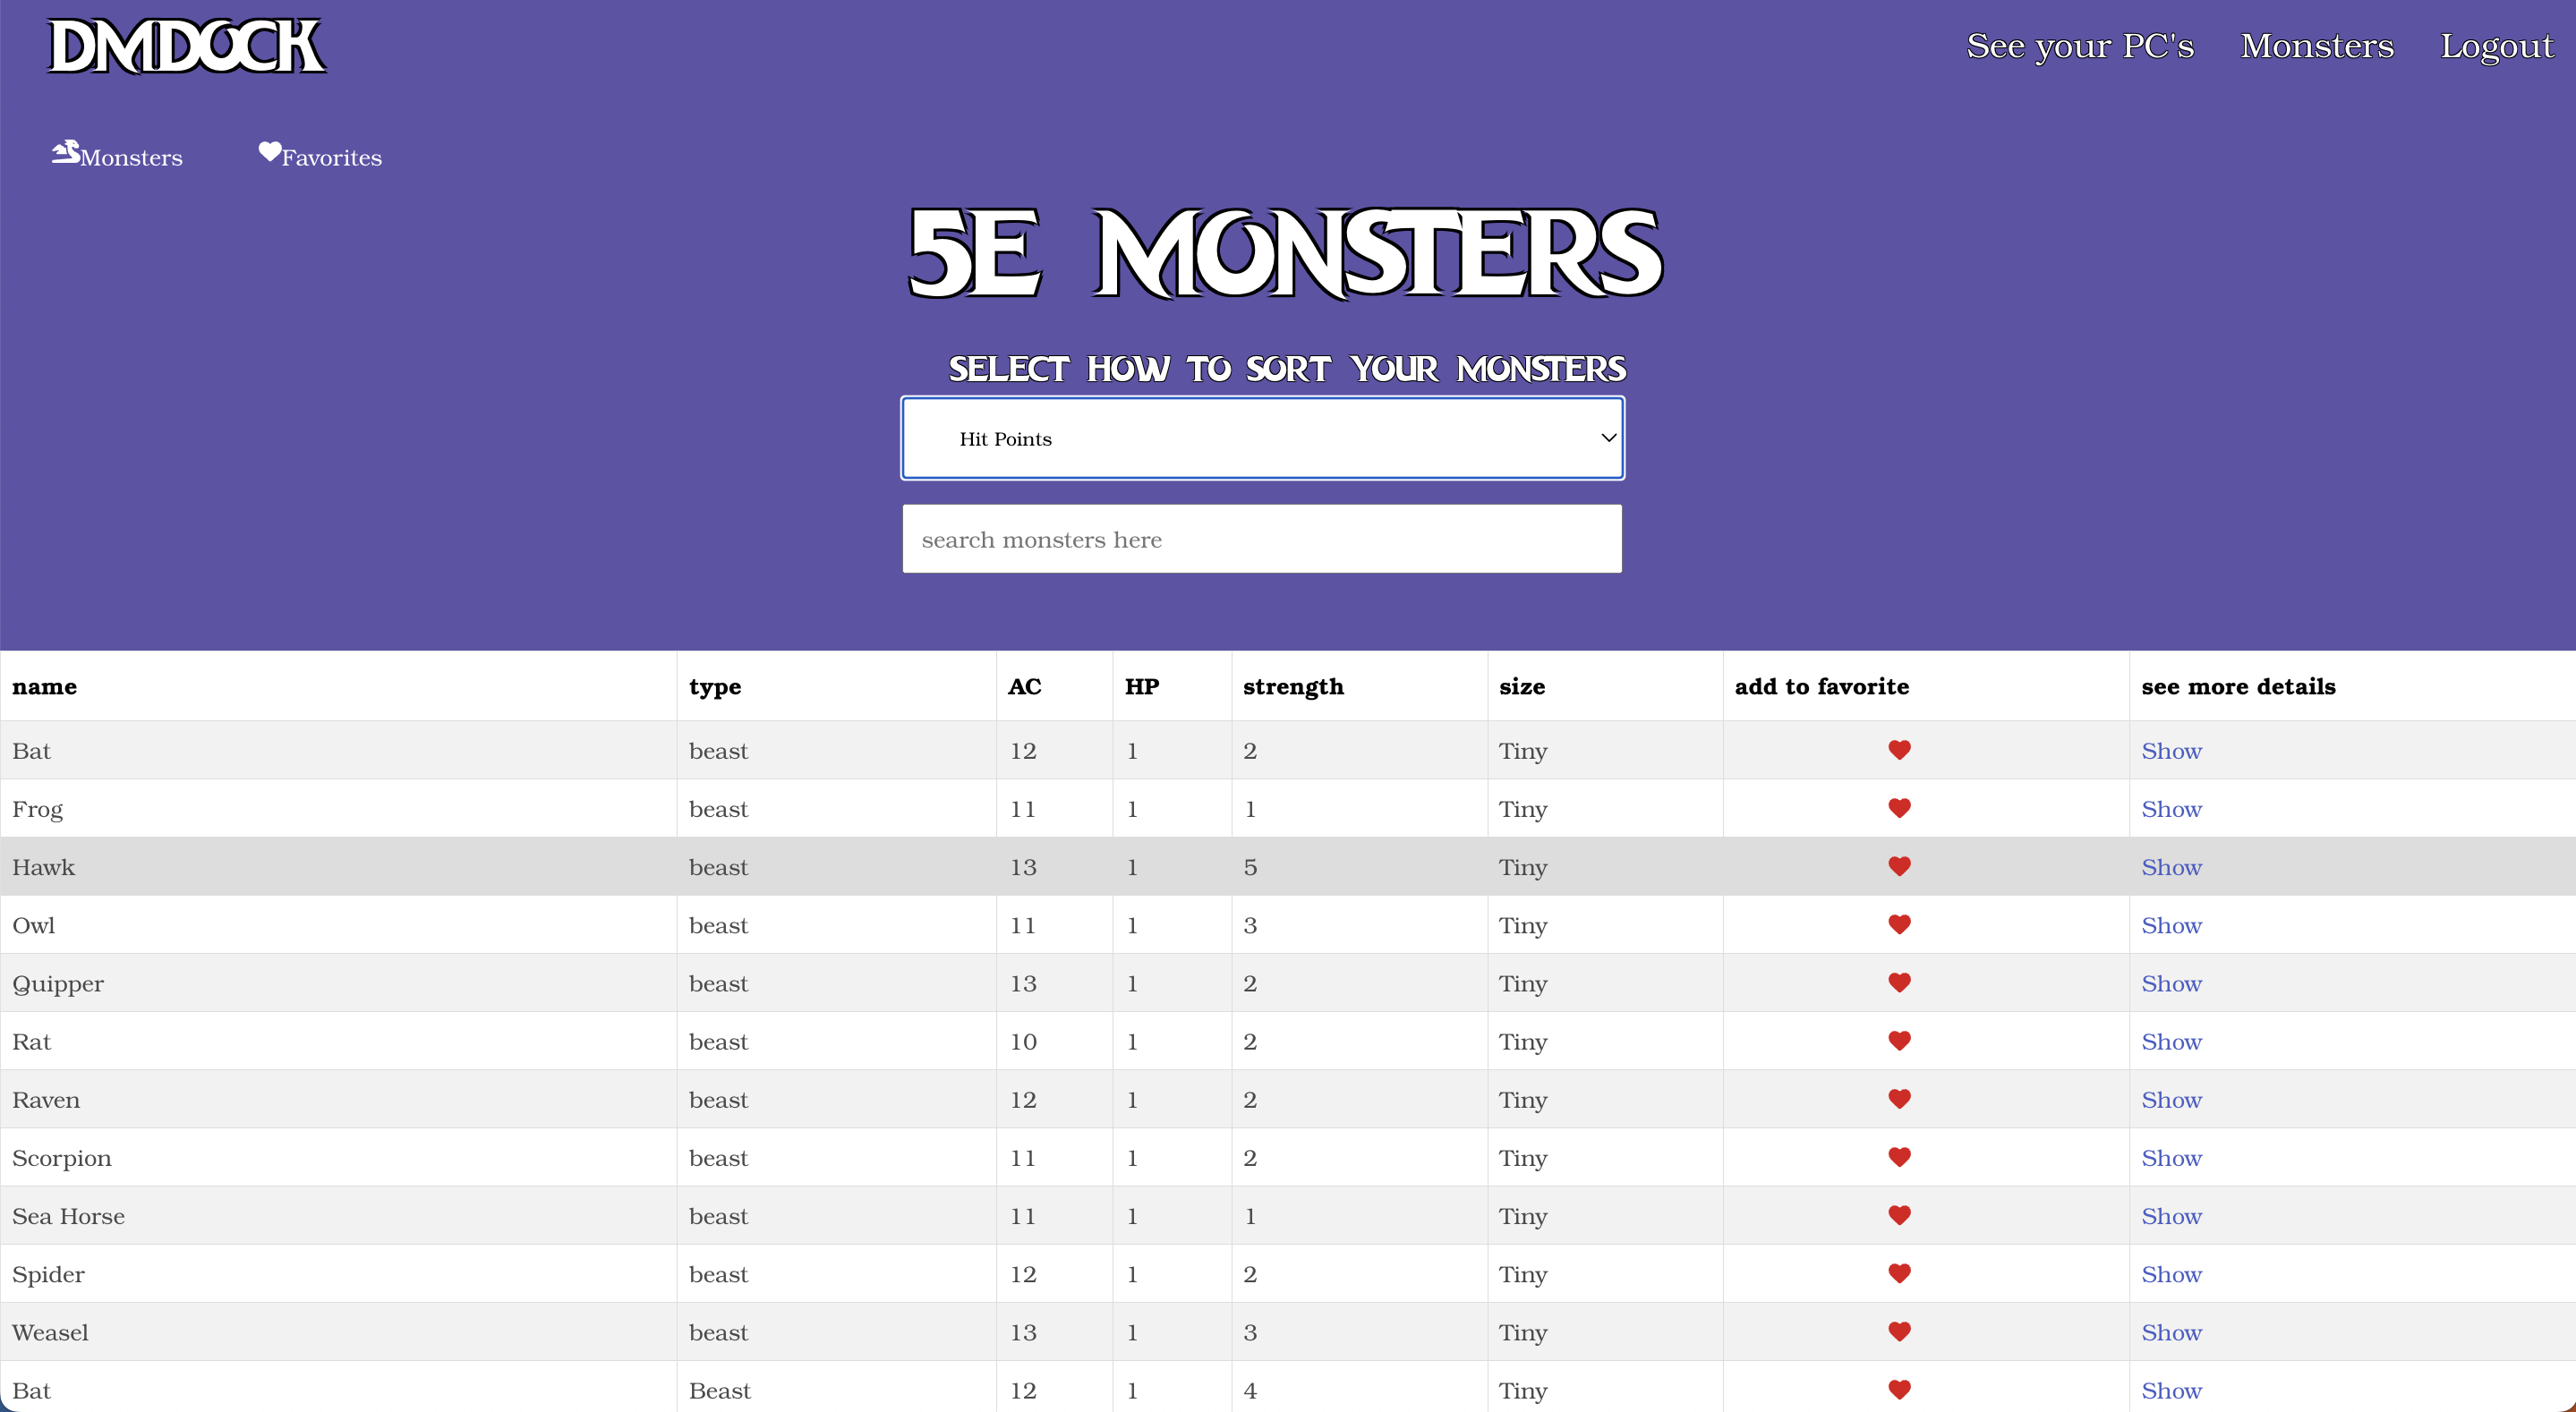 DMDOCK See your PC's Monsters Logout
Monsters Favorites
5E MONSTERS
SELECT HOW TO SORT YOUR MONSTERS
Hit Points
search monsters here
name type AC HP strength size add to favorite see more details
Bat beast 12 1 2 Tiny Show
Frog beast 11 1 1 Tiny Show
Hawk beast 13 1 5 Tiny Show
Owl beast 11 1 3 Tiny Show
Quipper beast 13 1 2 Tiny Show
Rat beast 10 1 2 Tiny Show
Raven beast 12 1 2 Tiny Show
Scorpion beast 11 1 2 Tiny Show
Sea Horse beast 11 1 1 Tiny Show
Spider beast 12 1 2 Tiny Show
Weasel beast 13 1 3 Tiny Show
Bat Beast 12 1 4 Tiny Show